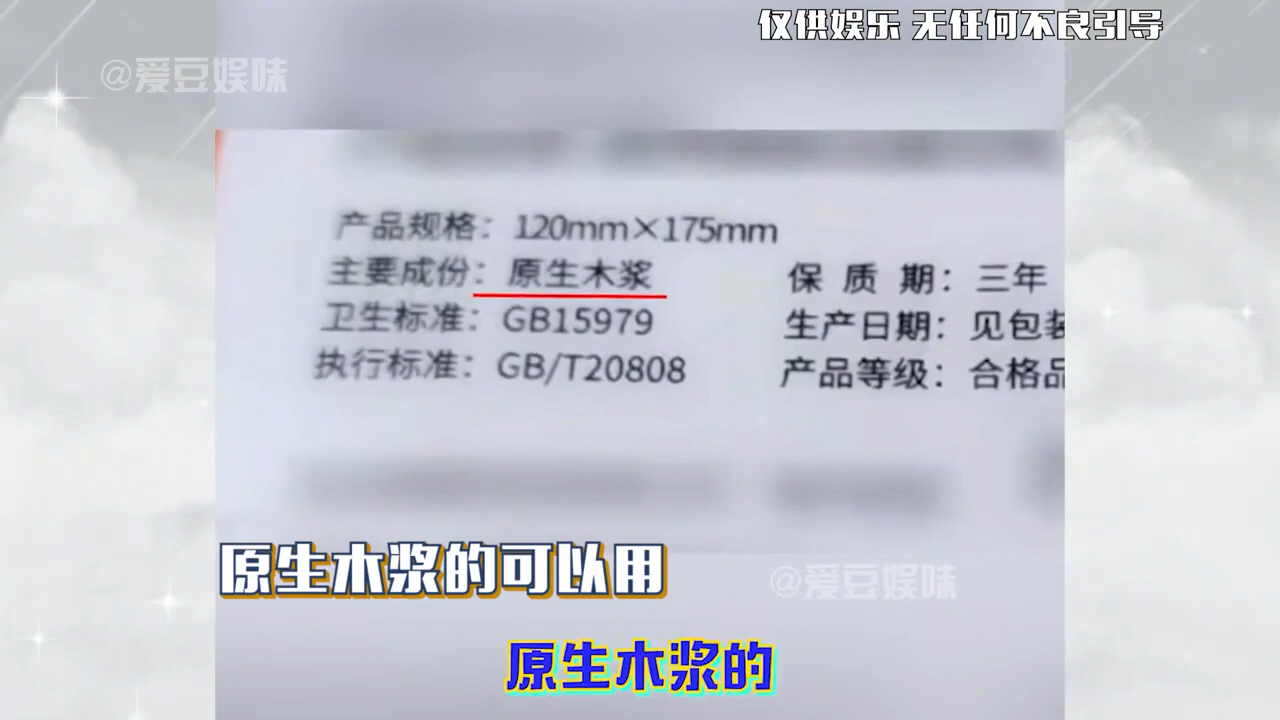 仅供娱乐 无任何不良引导
@爱豆娱味
产品规格：120mm×175mm
主要成份：原生木浆
保 质 期：三年
卫生标准：GB15979
生产日期：见包装
执行标准：GB/T20808
产品等级：合格品
原生木浆的可以用
@爱豆娱味
原生木浆的